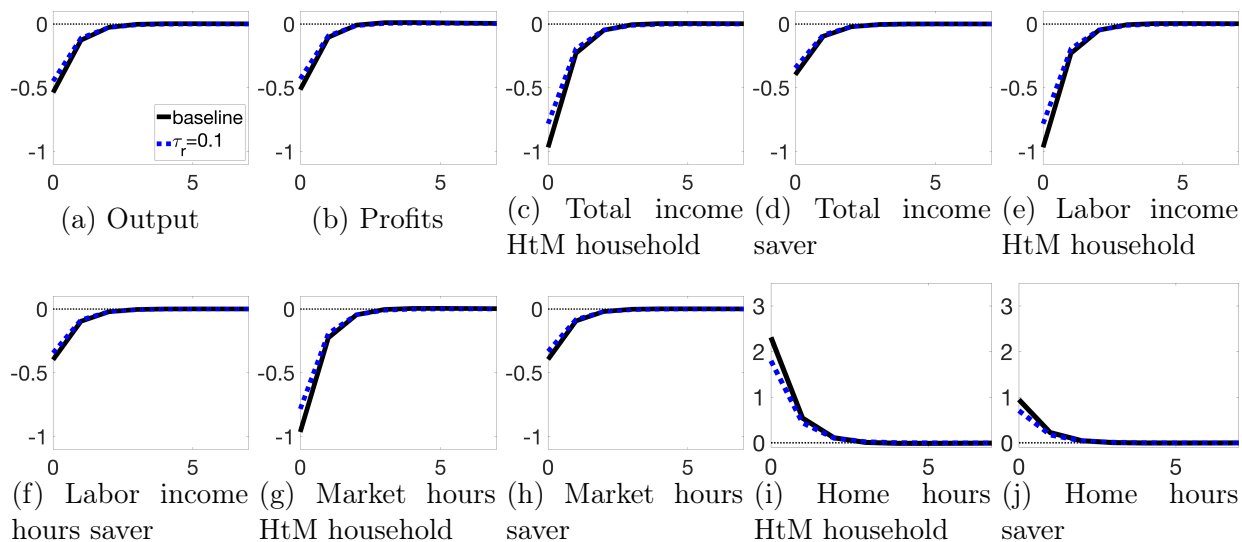 0
-0.5
-1
0 5
baseline
τr=0.1
(a) Output
0
-0.5
-1
0 5
(b) Profits
0
-0.5
-1
0 5
(c) Total income
HtM household
0
-0.5
-1
0 5
(d) Total income
saver
0
-0.5
-1
0 5
(e) Labor income
HtM household
0
-0.5
-1
0 5
(f) Labor income
hours saver
0
-0.5
-1
0 5
(g) Market hours
HtM household
0
-0.5
-1
0 5
(h) Market hours
saver
3
2
1
0
0 5
(i) Home hours
HtM household
3
2
1
0
0 5
(j) Home hours
saver